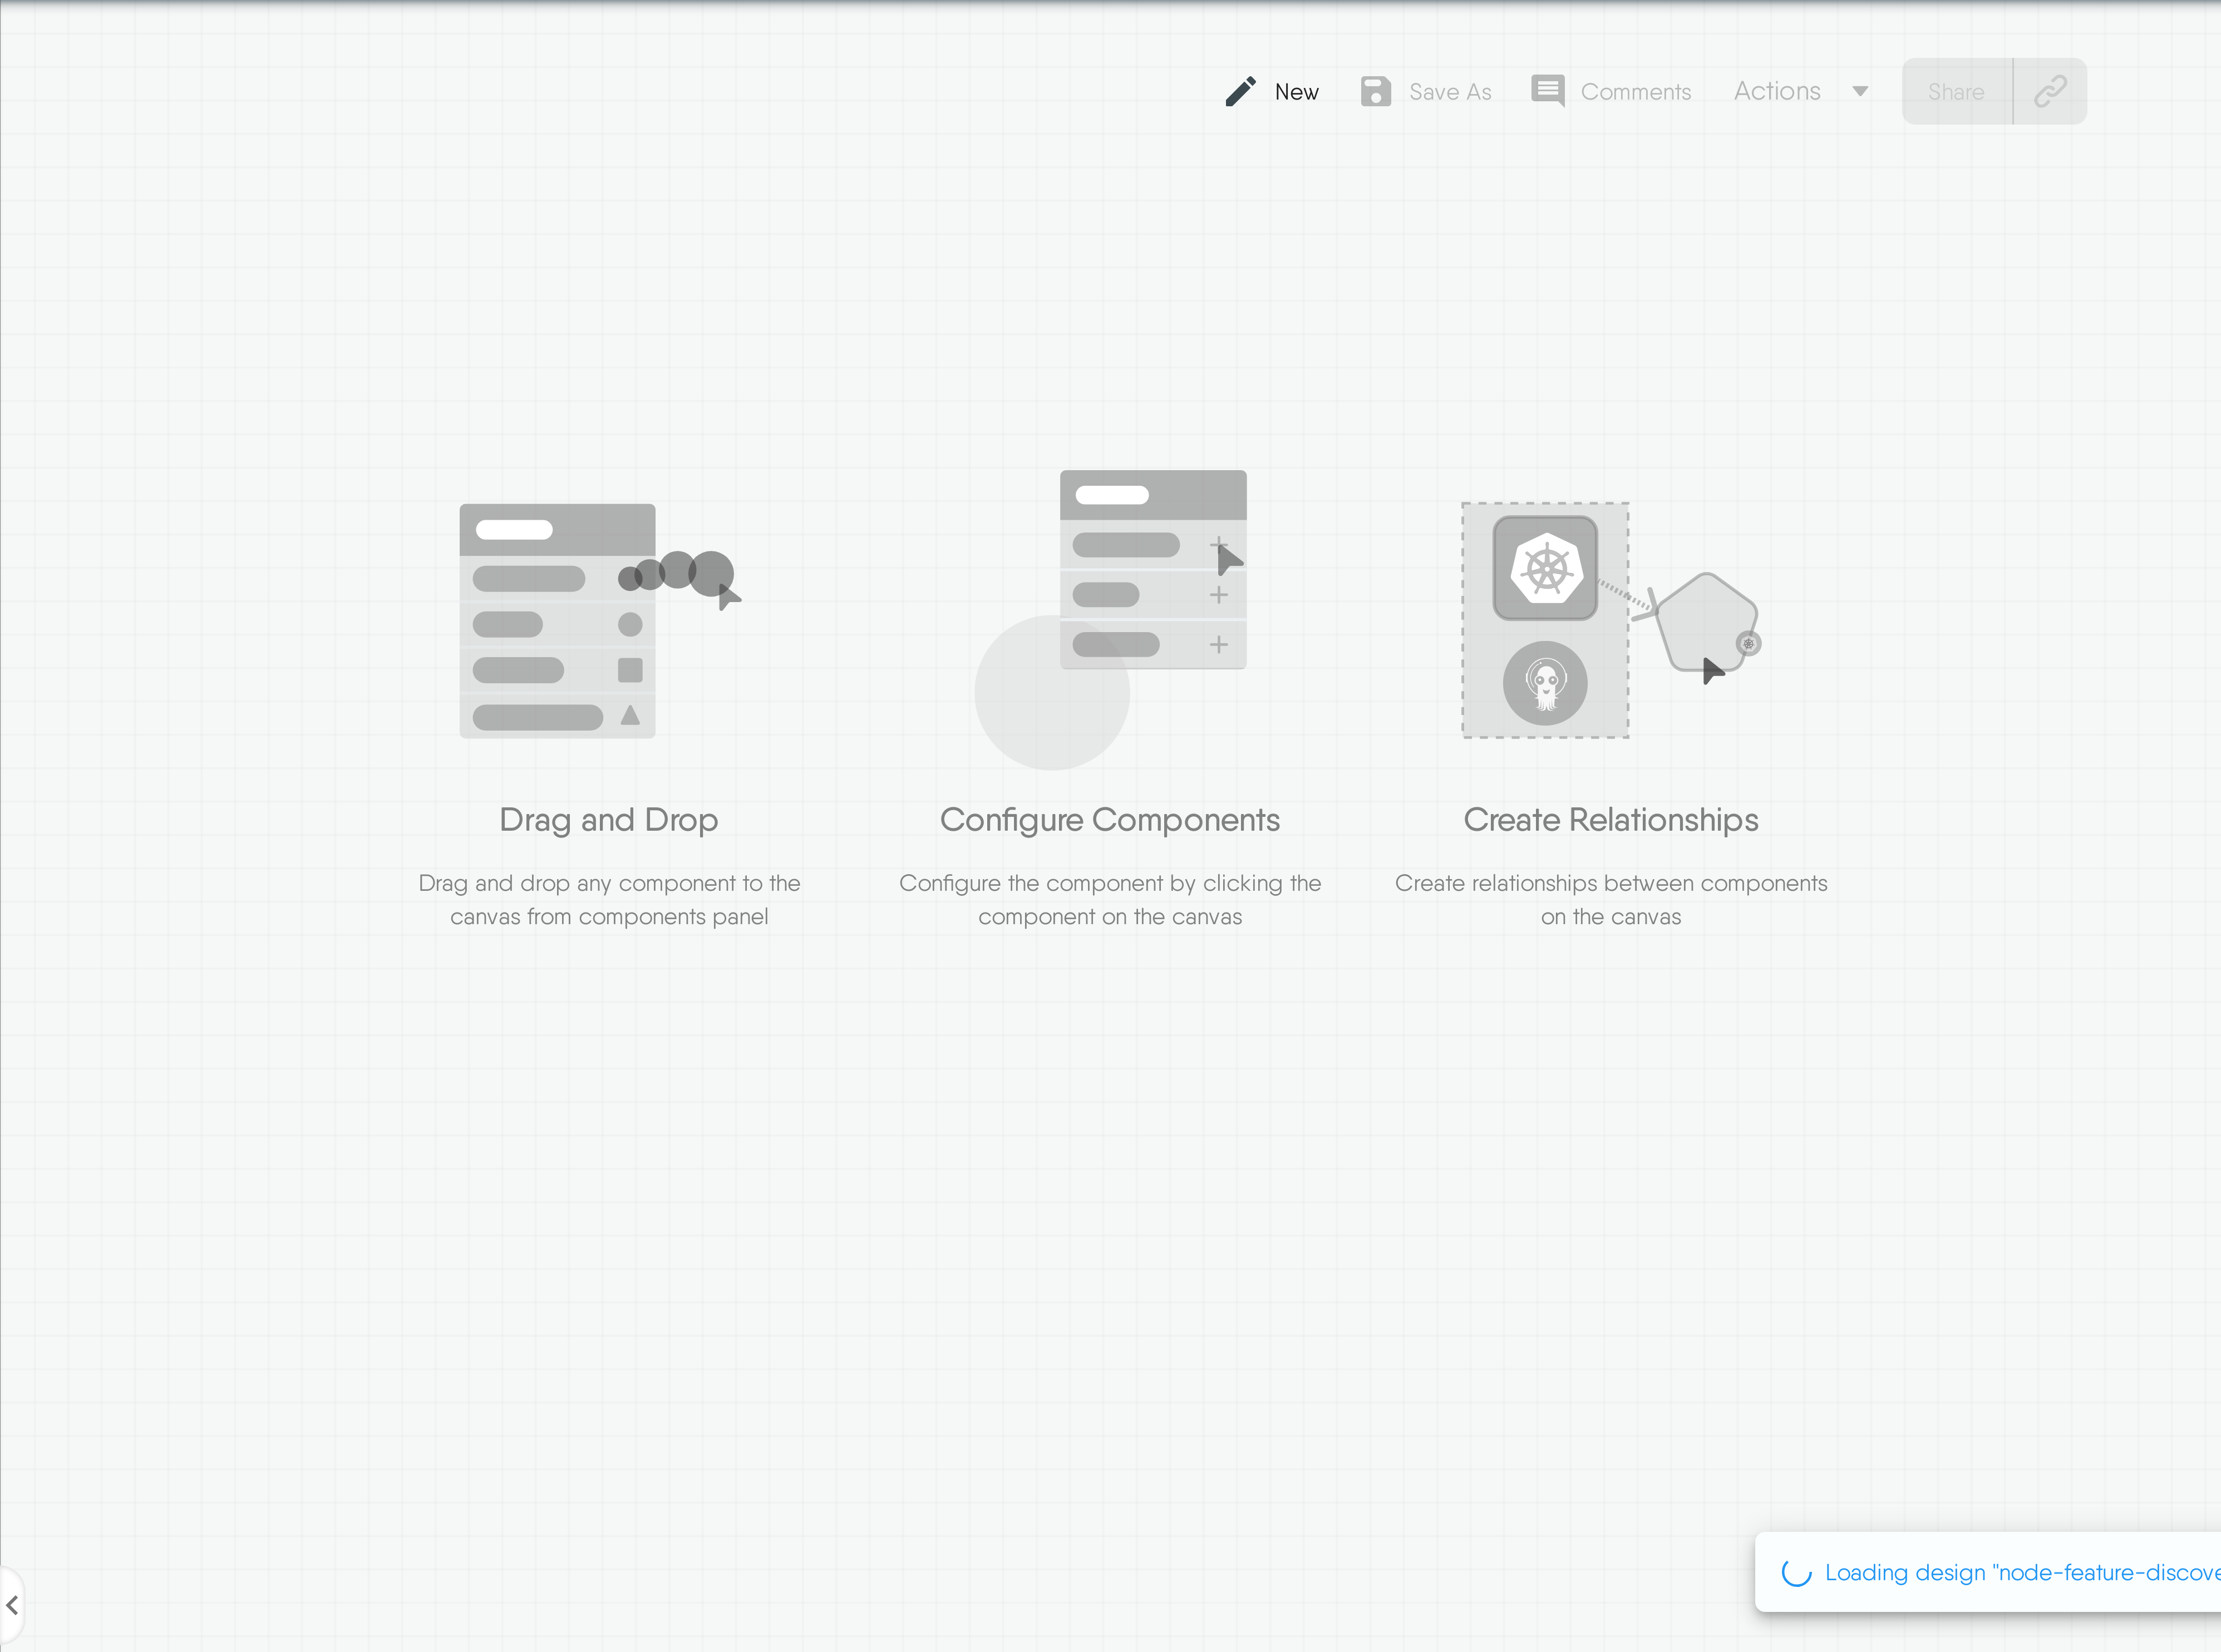 New
Save As
Comments
Actions
Share
Drag and Drop
Drag and drop any component to the
canvas from components panel
Configure Components
Configure the component by clicking the
component on the canvas
Create Relationships
Create relationships between components
on the canvas
Loading design "node-feature-discove